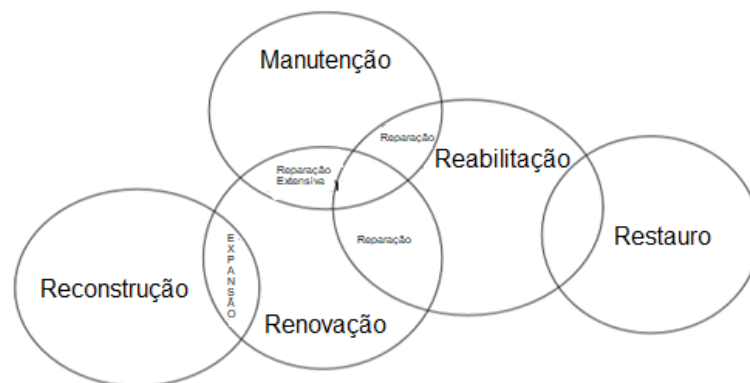 Manutenção
Reparação
Reabilitação
Reparação
Extensiva
Restauro
Reparação
EXPANSÃO
Reconstrução
Renovação